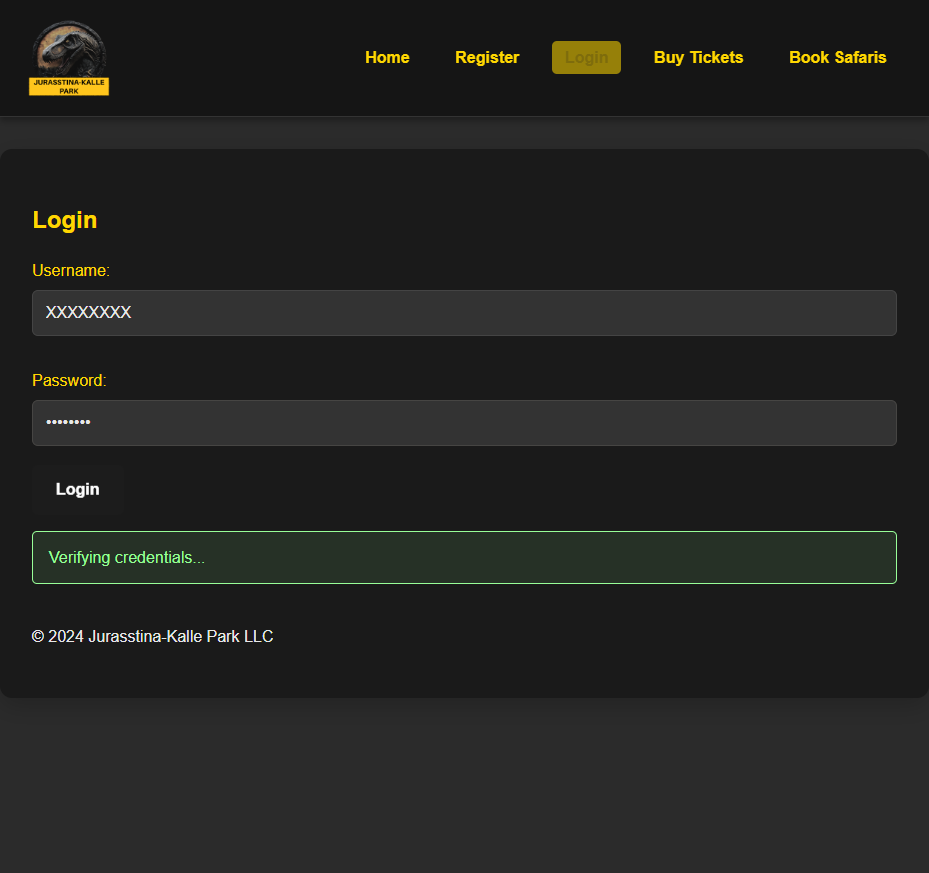 JURASSTINA-KALLE
PARK
Home Register Login Buy Tickets Book Safaris
Login
Username:
XXXXXXXX
Password:
••••••••
Login
Verifying credentials...
© 2024 Jurasstina-Kalle Park LLC